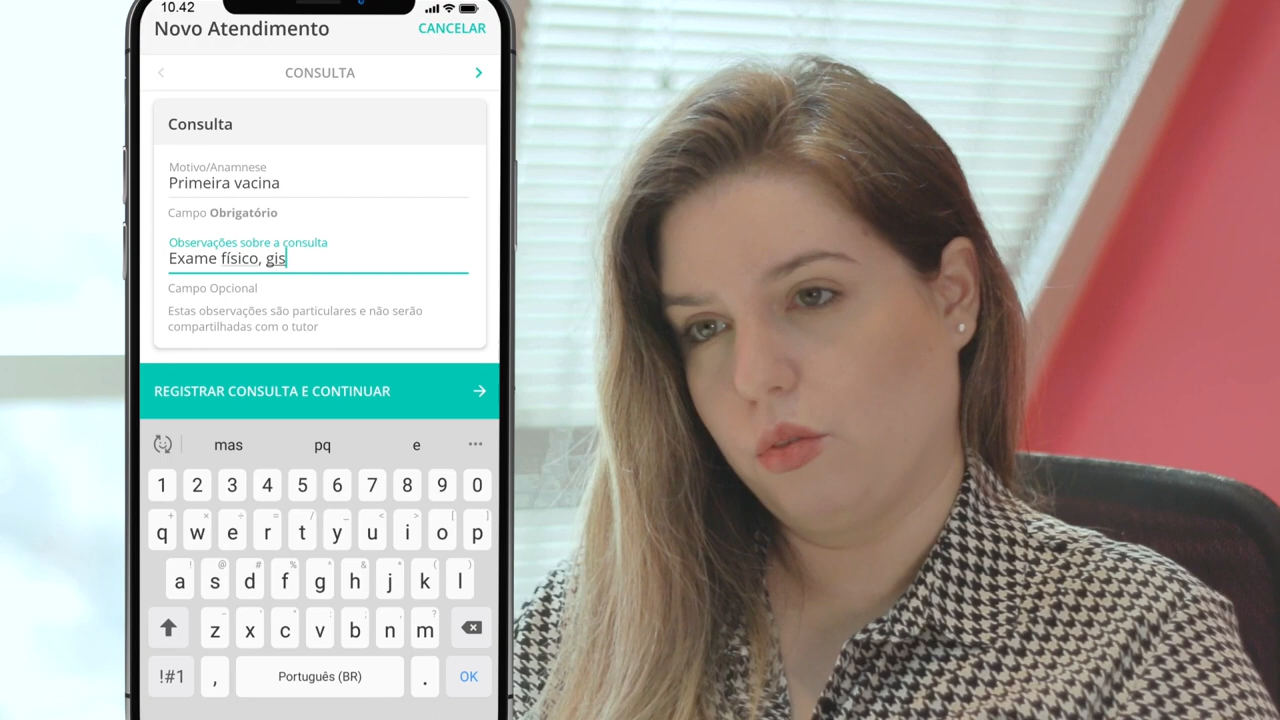 10.42
Novo Atendimento
CANCELAR
CONSULTA
Consulta
Motivo/Anamnese
Primeira vacina
Campo Obrigatório
Observações sobre a consulta
Exame físico, gis
Campo Opcional
Estas observações são particulares e não serão
compartilhadas com o tutor
REGISTRAR CONSULTA E CONTINUAR
mas pq e
1 2 3 4 5 6 7 8 9 0
q w e r t y u i o p
a s d f g h j k l
z x c v b n m
!#1 , Português (BR) . OK